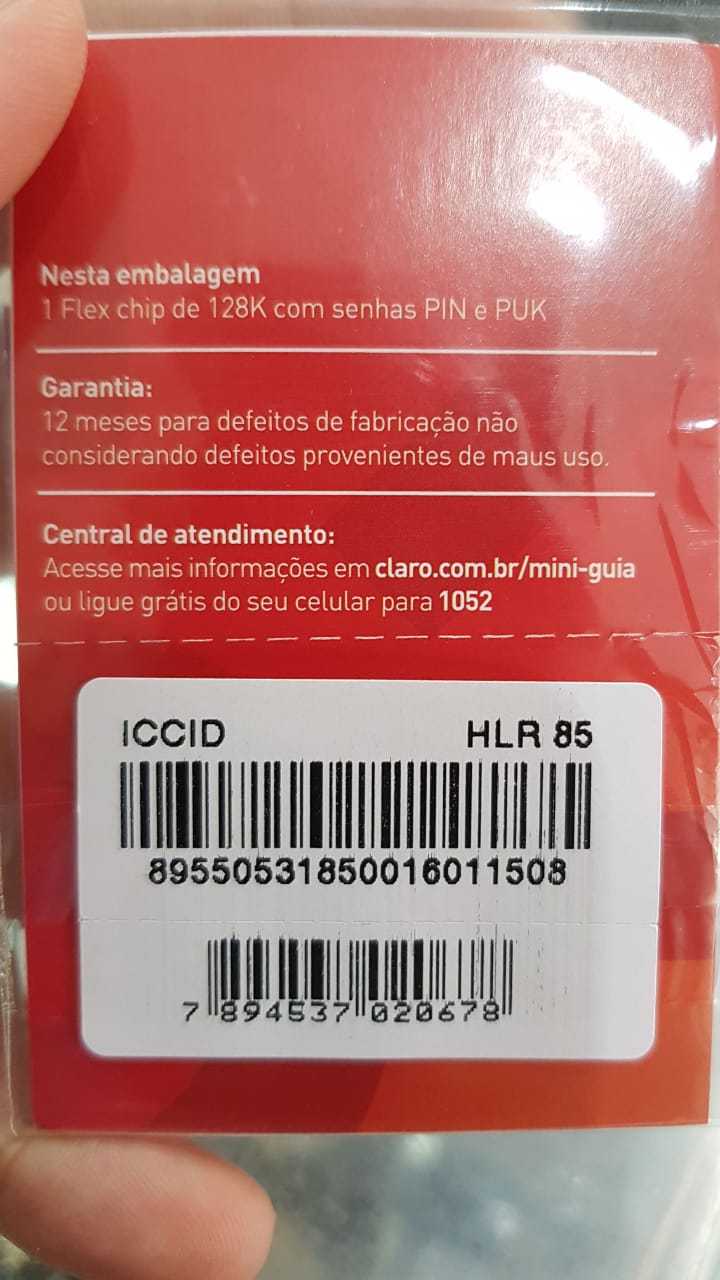 Nesta embalagem
1 Flex chip de 128K com senhas PIN e PUK
Garantia:
12 meses para defeitos de fabricação não
considerando defeitos provenientes de maus uso.
Central de atendimento:
Acesse mais informações em claro.com.br/mini-guia
ou ligue grátis do seu celular para 1052
ICCID HLR 85
89550531850016011508
7 894537 020678